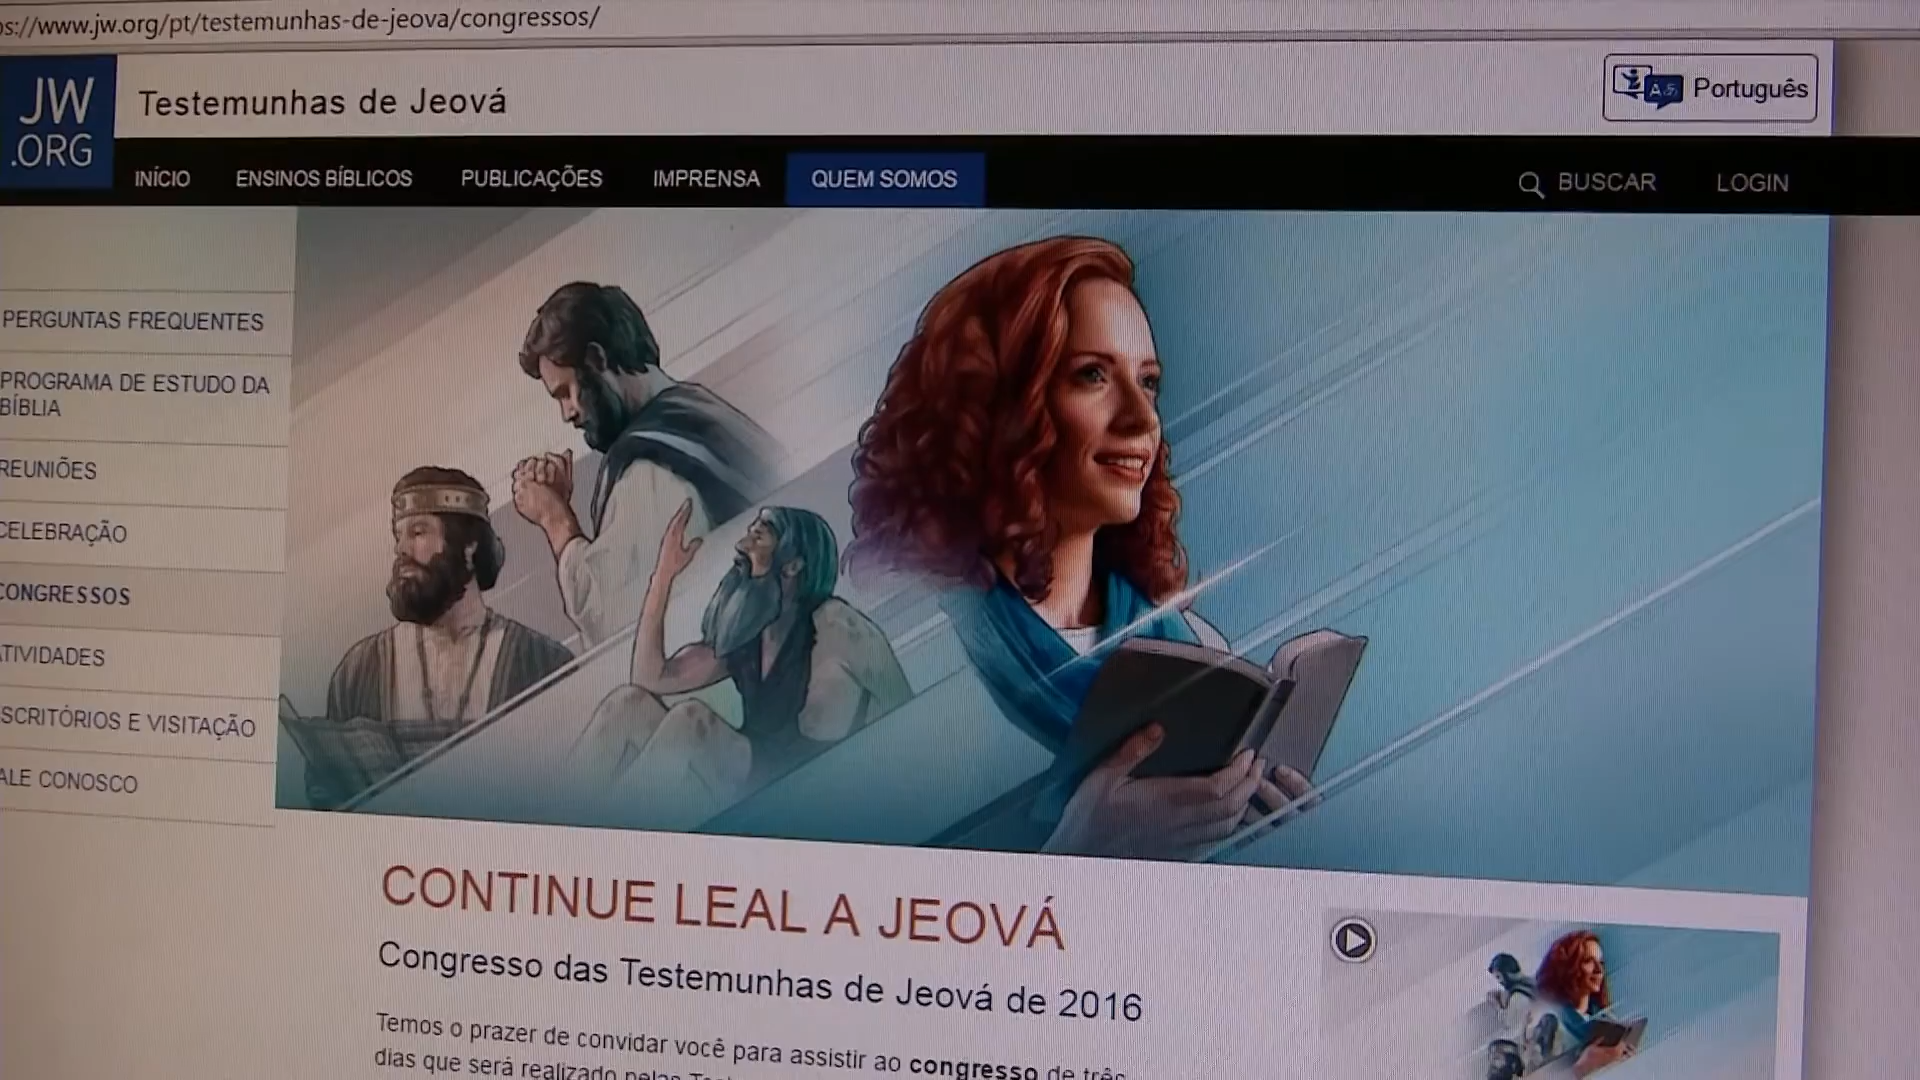 www.jw.org/pt/testemunhas-de-jeova/congressos/
JW
.ORG
Testemunhas de Jeová
Português
INÍCIO
ENSINOS BÍBLICOS
PUBLICAÇÕES
IMPRENSA
QUEM SOMOS
BUSCAR
LOGIN
PERGUNTAS FREQUENTES
PROGRAMA DE ESTUDO DA
BÍBLIA
REUNIÕES
CELEBRAÇÃO
CONGRESSOS
ATIVIDADES
SCRITÓRIOS E VISITAÇÃO
ALE CONOSCO
CONTINUE LEAL A JEOVÁ
Congresso das Testemunhas de Jeová de 2016
Temos o prazer de convidar você para assistir ao congresso de três
dias que será realizado pelas